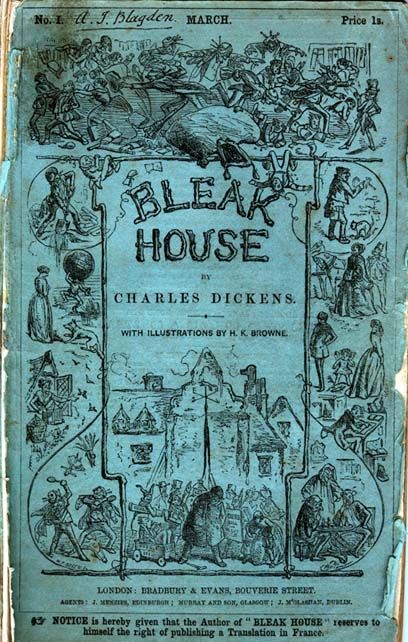 No. I. A. J. Blagden. MARCH. Price 1s.
BLEAK
HOUSE
BY
CHARLES DICKENS.
WITH ILLUSTRATIONS BY H. K. BROWNE.
LONDON: BRADBURY & EVANS, BOUVERIE STREET.
AGENTS: J. MENZIES, EDINBURGH; MURRAY AND SON, GLASGOW; J. M'GLASHAN, DUBLIN.
☞ NOTICE is hereby given that the Author of "BLEAK HOUSE" reserves to
himself the right of publishing a Translation in France.